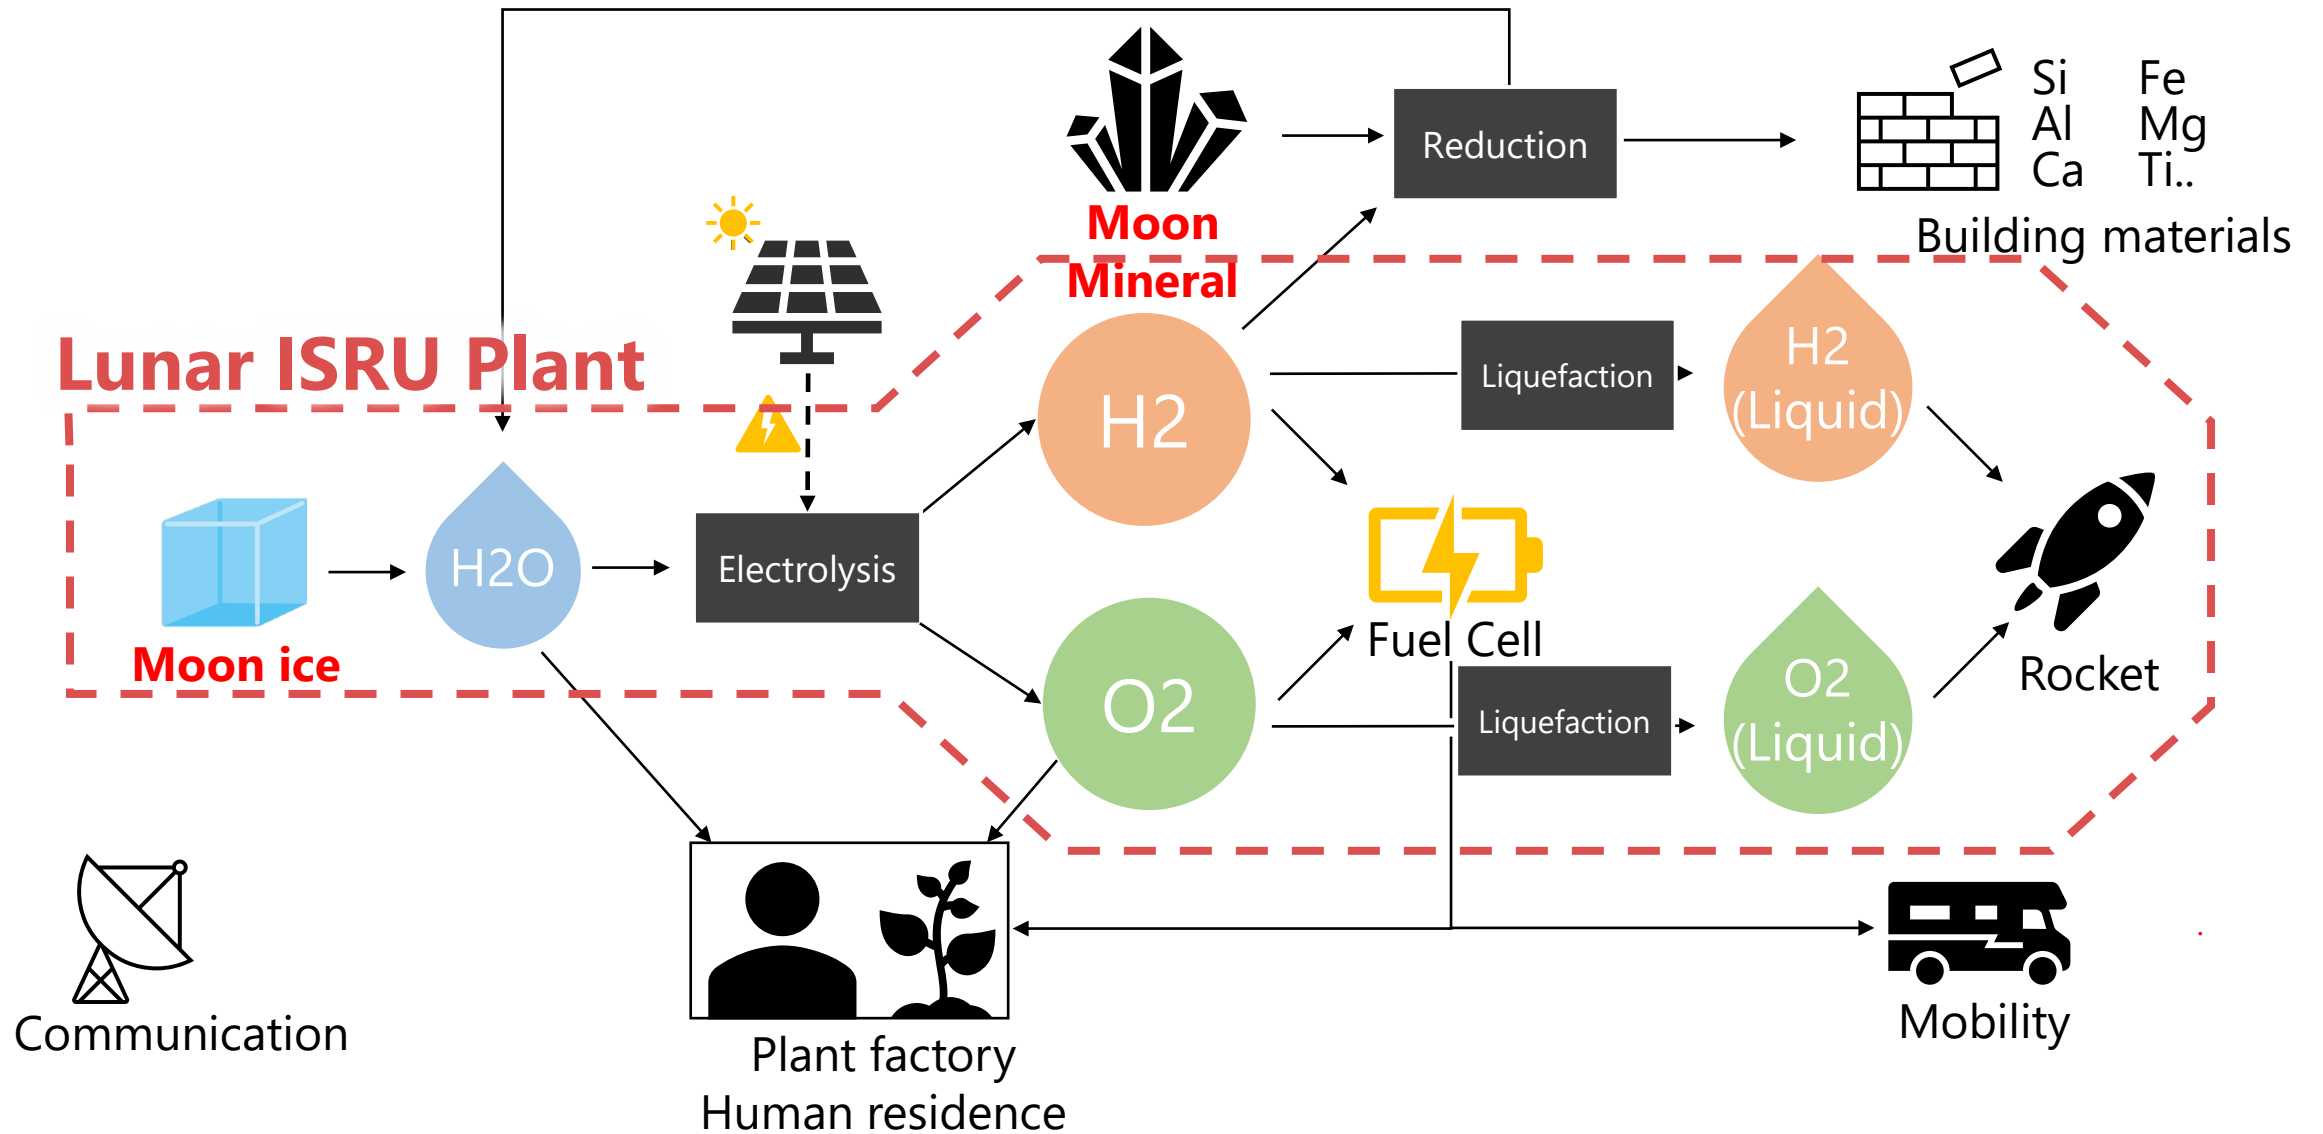 Moon
Mineral
Reduction
Si Fe
Al Mg
Ca Ti..
Building materials
Lunar ISRU Plant
H2
Liquefaction
H2
(Liquid)
Moon ice
H2O
Electrolysis
Fuel Cell
O2
Liquefaction
O2
(Liquid)
Rocket
Communication
Plant factory
Human residence
Mobility